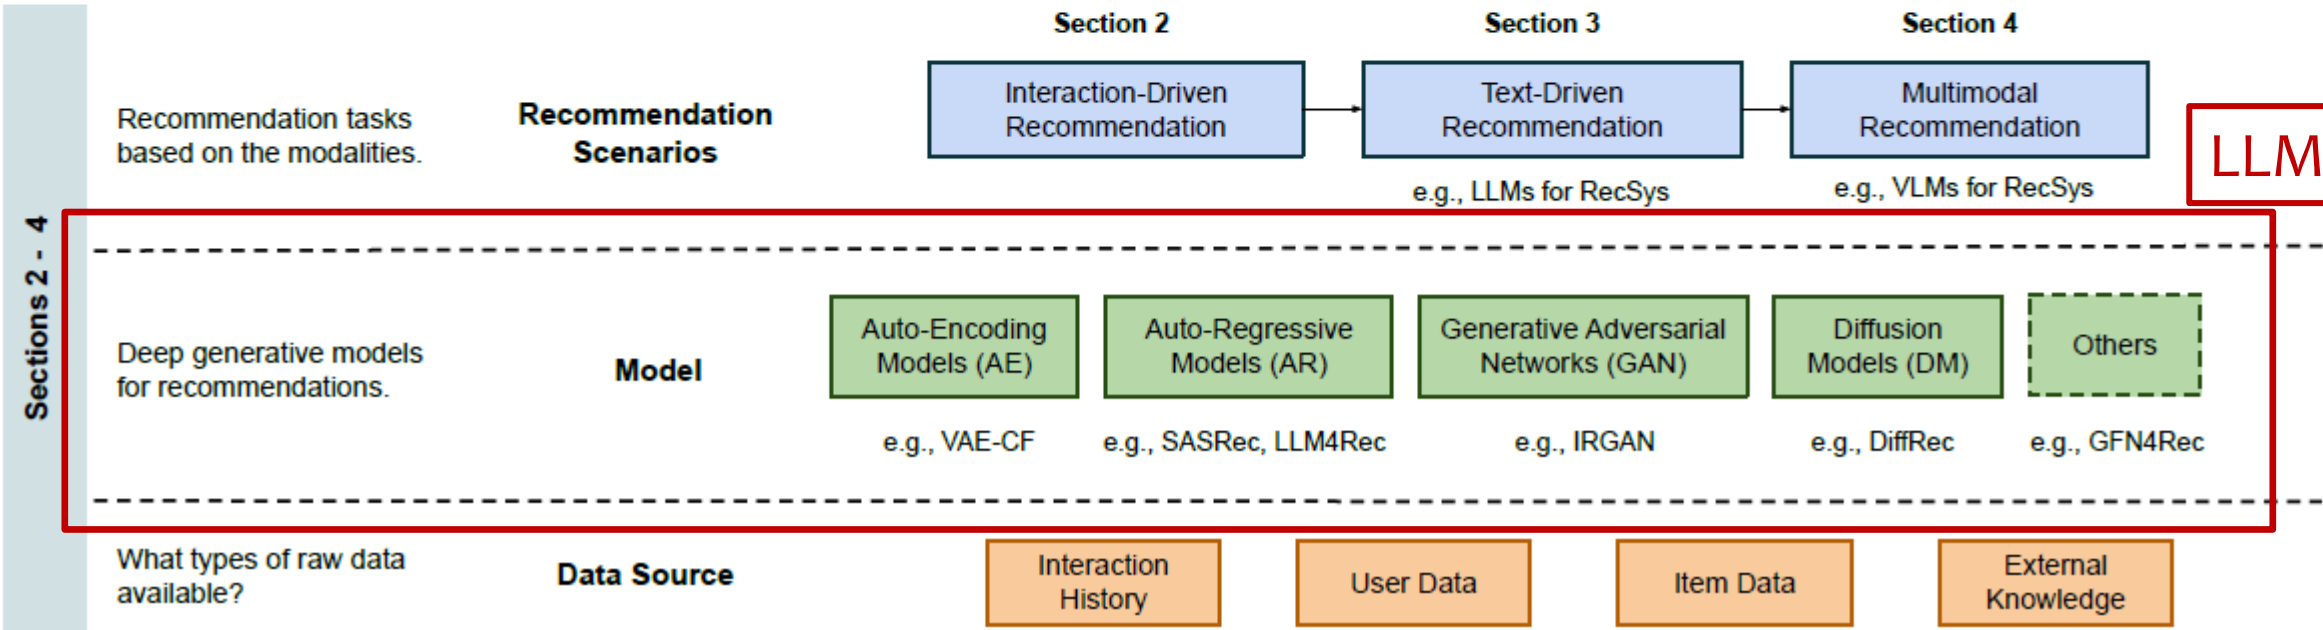 Section 2
Section 3
Section 4
Recommendation tasks
based on the modalities.
Recommendation
Scenarios
Interaction-Driven
Recommendation
Text-Driven
Recommendation
Multimodal
Recommendation
e.g., LLMs for RecSys
e.g., VLMs for RecSys
LLM
Sections 2 - 4
Deep generative models
for recommendations.
Model
Auto-Encoding
Models (AE)
Auto-Regressive
Models (AR)
Generative Adversarial
Networks (GAN)
Diffusion
Models (DM)
Others
e.g., VAE-CF
e.g., SASRec, LLM4Rec
e.g., IRGAN
e.g., DiffRec
e.g., GFN4Rec
What types of raw data
available?
Data Source
Interaction
History
User Data
Item Data
External
Knowledge